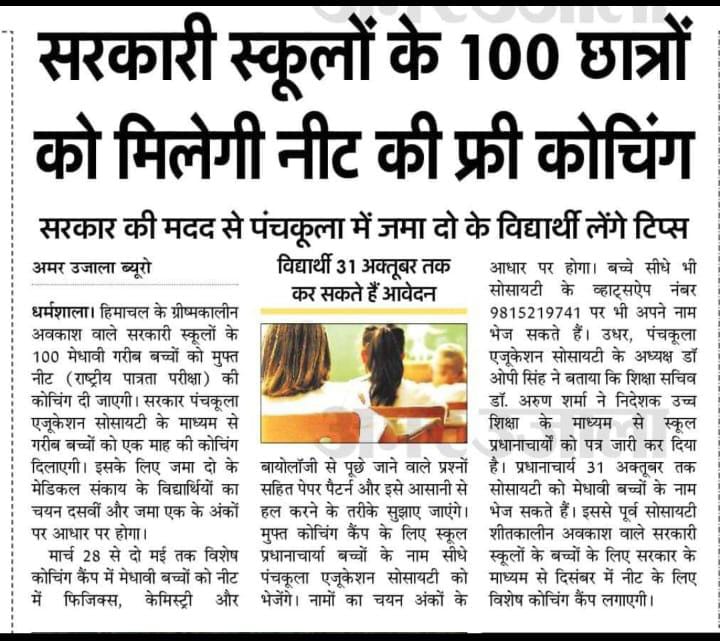 सरकारी स्कूलों के 100 छात्रों
को मिलेगी नीट की फ्री कोचिंग
सरकार की मदद से पंचकूला में जमा दो के विद्यार्थी लेंगे टिप्स
अमर उजाला ब्यूरो
धर्मशाला। हिमाचल के ग्रीष्मकालीन
अवकाश वाले सरकारी स्कूलों के
100 मेधावी गरीब बच्चों को मुफ्त
नीट (राष्ट्रीय पात्रता परीक्षा) की
कोचिंग दी जाएगी। सरकार पंचकूला
एजूकेशन सोसायटी के माध्यम से
गरीब बच्चों को एक माह की कोचिंग
दिलाएगी। इसके लिए जमा दो के
मेडिकल संकाय के विद्यार्थियों का
चयन दसवीं और जमा एक के अंकों
पर आधार पर होगा।
मार्च 28 से दो मई तक विशेष
कोचिंग कैंप में मेधावी बच्चों को नीट
में फिजिक्स, केमिस्ट्री और
विद्यार्थी 31 अक्तूबर तक
कर सकते हैं आवेदन
बायोलॉजी से पूछे जाने वाले प्रश्नों
सहित पेपर पैटर्न और इसे आसानी से
हल करने के तरीके सुझाए जाएंगे।
मुफ्त कोचिंग कैंप के लिए स्कूल
प्रधानाचार्या बच्चों के नाम सीधे
पंचकूला एजूकेशन सोसायटी को
भेजेंगे। नामों का चयन अंकों के
आधार पर होगा। बच्चे सीधे भी
सोसायटी के व्हाट्सऐप नंबर
9815219741 पर भी अपने नाम
भेज सकते हैं। उधर, पंचकूला
एजूकेशन सोसायटी के अध्यक्ष डॉ
ओपी सिंह ने बताया कि शिक्षा सचिव
डॉ. अरुण शर्मा ने निदेशक उच्च
शिक्षा के माध्यम से स्कूल
प्रधानाचार्यों को पत्र जारी कर दिया
है। प्रधानाचार्य 31 अक्तूबर तक
सोसायटी को मेधावी बच्चों के नाम
भेज सकते हैं। इससे पूर्व सोसायटी
शीतकालीन अवकाश वाले सरकारी
स्कूलों के बच्चों के लिए सरकार के
माध्यम से दिसंबर में नीट के लिए
विशेष कोचिंग कैंप लगाएगी।